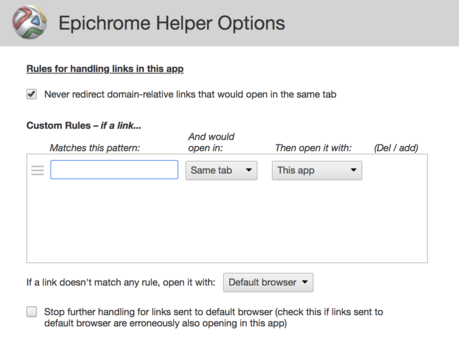 Epichrome Helper Options
Rules for handling links in this app
Never redirect domain-relative links that would open in the same tab
Custom Rules – if a link...
Matches this pattern:
And would
open in:
Then open it with:
(Del / add)
Same tab
This app
If a link doesn't match any rule, open it with:
Default browser
Stop further handling for links sent to default browser (check this if links sent to
default browser are erroneously also opening in this app)